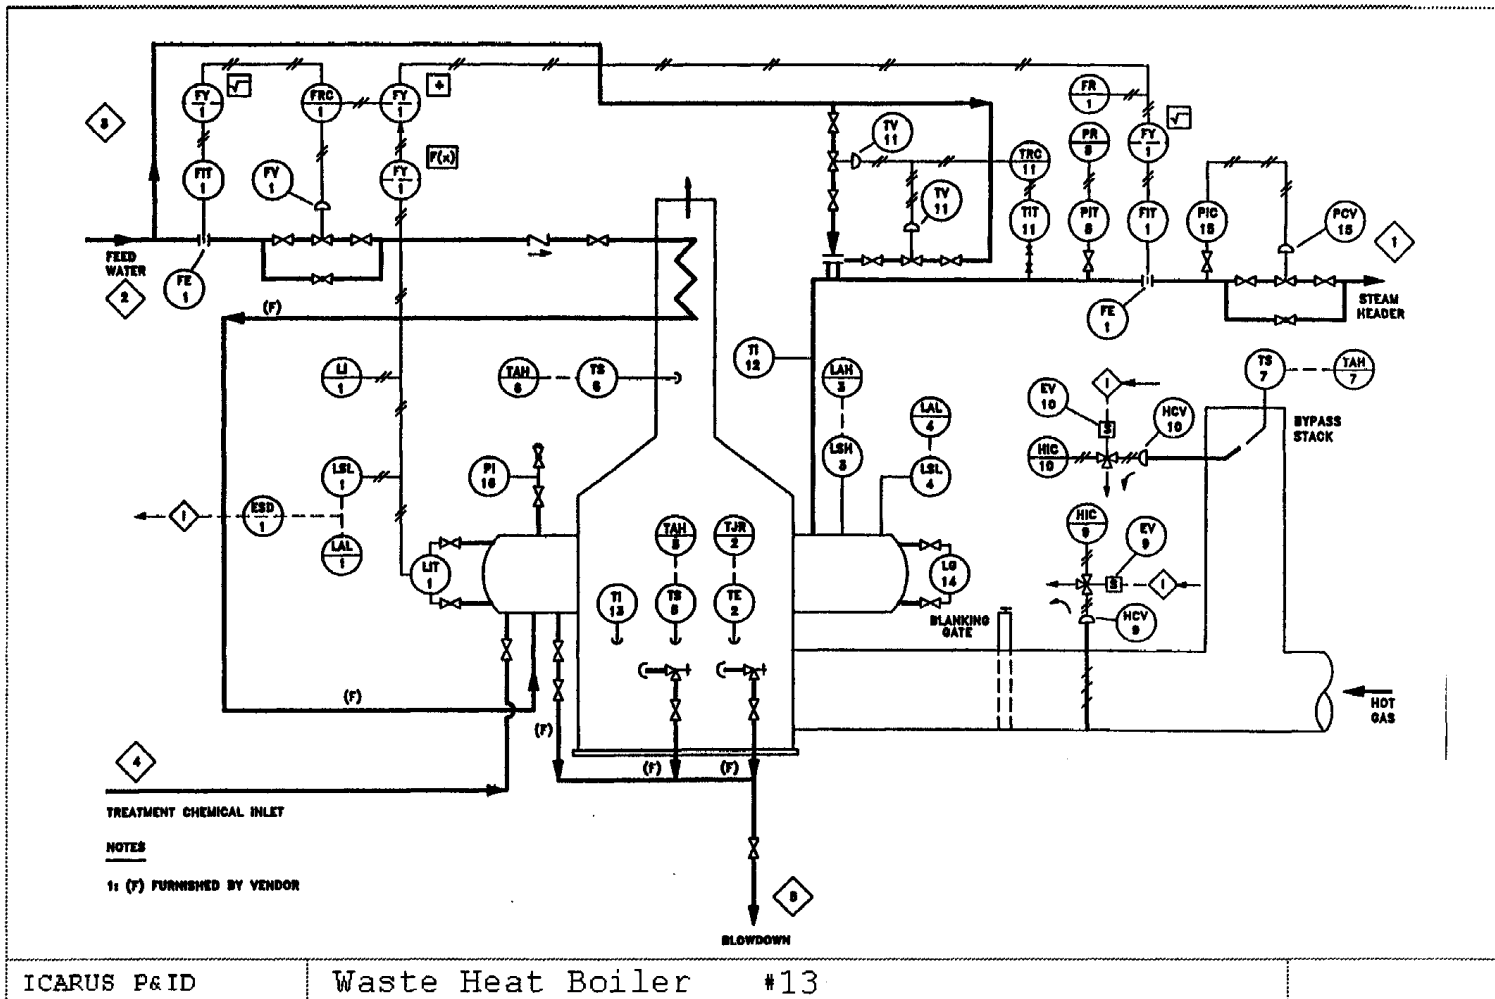 FY
1
√
FRC
1
FY
1
+
FR
1
3
FIT
1
FV
1
FY
1
F(x)
TV
11
TRC
11
PR
8
FY
1
√
TV
11
TIT
11
PIT
8
FIT
1
PIC
15
PCV
15
1
FEED
WATER
2
FE
1
(F)
FE
1
STEAM
HEADER
LI
1
TAH
6
TS
6
TI
12
LAH
3
TS
7
TAH
7
EV
10
I
HCV
10
BYPASS
STACK
LAL
4
S
LSL
1
PI
16
LSH
3
LSL
4
HIC
10
I
ESD
1
LAL
1
TAH
5
TJR
2
HIC
9
EV
9
LIT
1
TI
13
TS
5
TE
2
LG
14
S
I
BLANKING
GATE
HCV
9
(F)
(F)
HOT
GAS
4
(F)
(F)
TREATMENT CHEMICAL INLET
NOTES
1: (F) FURNISHED BY VENDOR
5
BLOWDOWN
ICARUS P&ID
Waste Heat Boiler #13